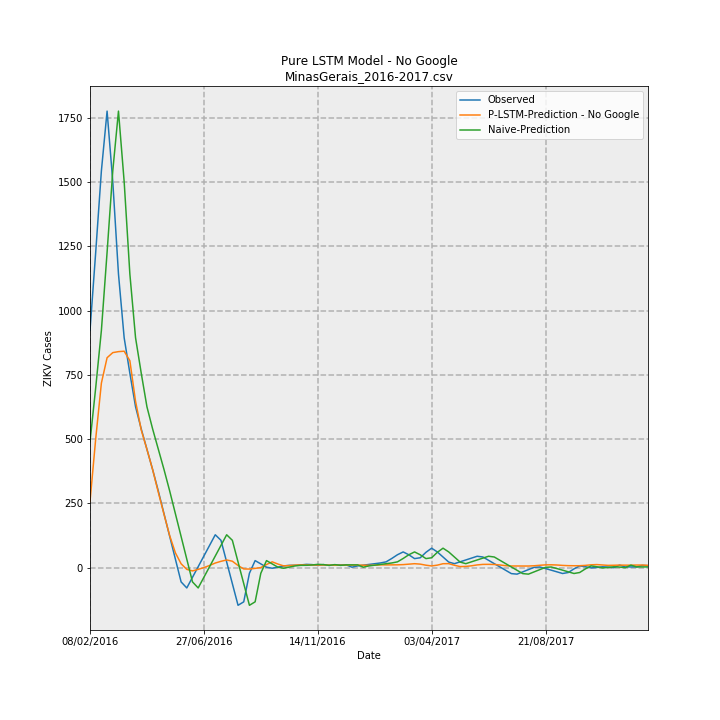 Pure LSTM Model - No Google
MinasGerais_2016-2017.csv
Observed
P-LSTM-Prediction - No Google
Naive-Prediction
ZIKV Cases
1750
1500
1250
1000
750
500
250
0
08/02/2016
27/06/2016
14/11/2016
03/04/2017
21/08/2017
Date